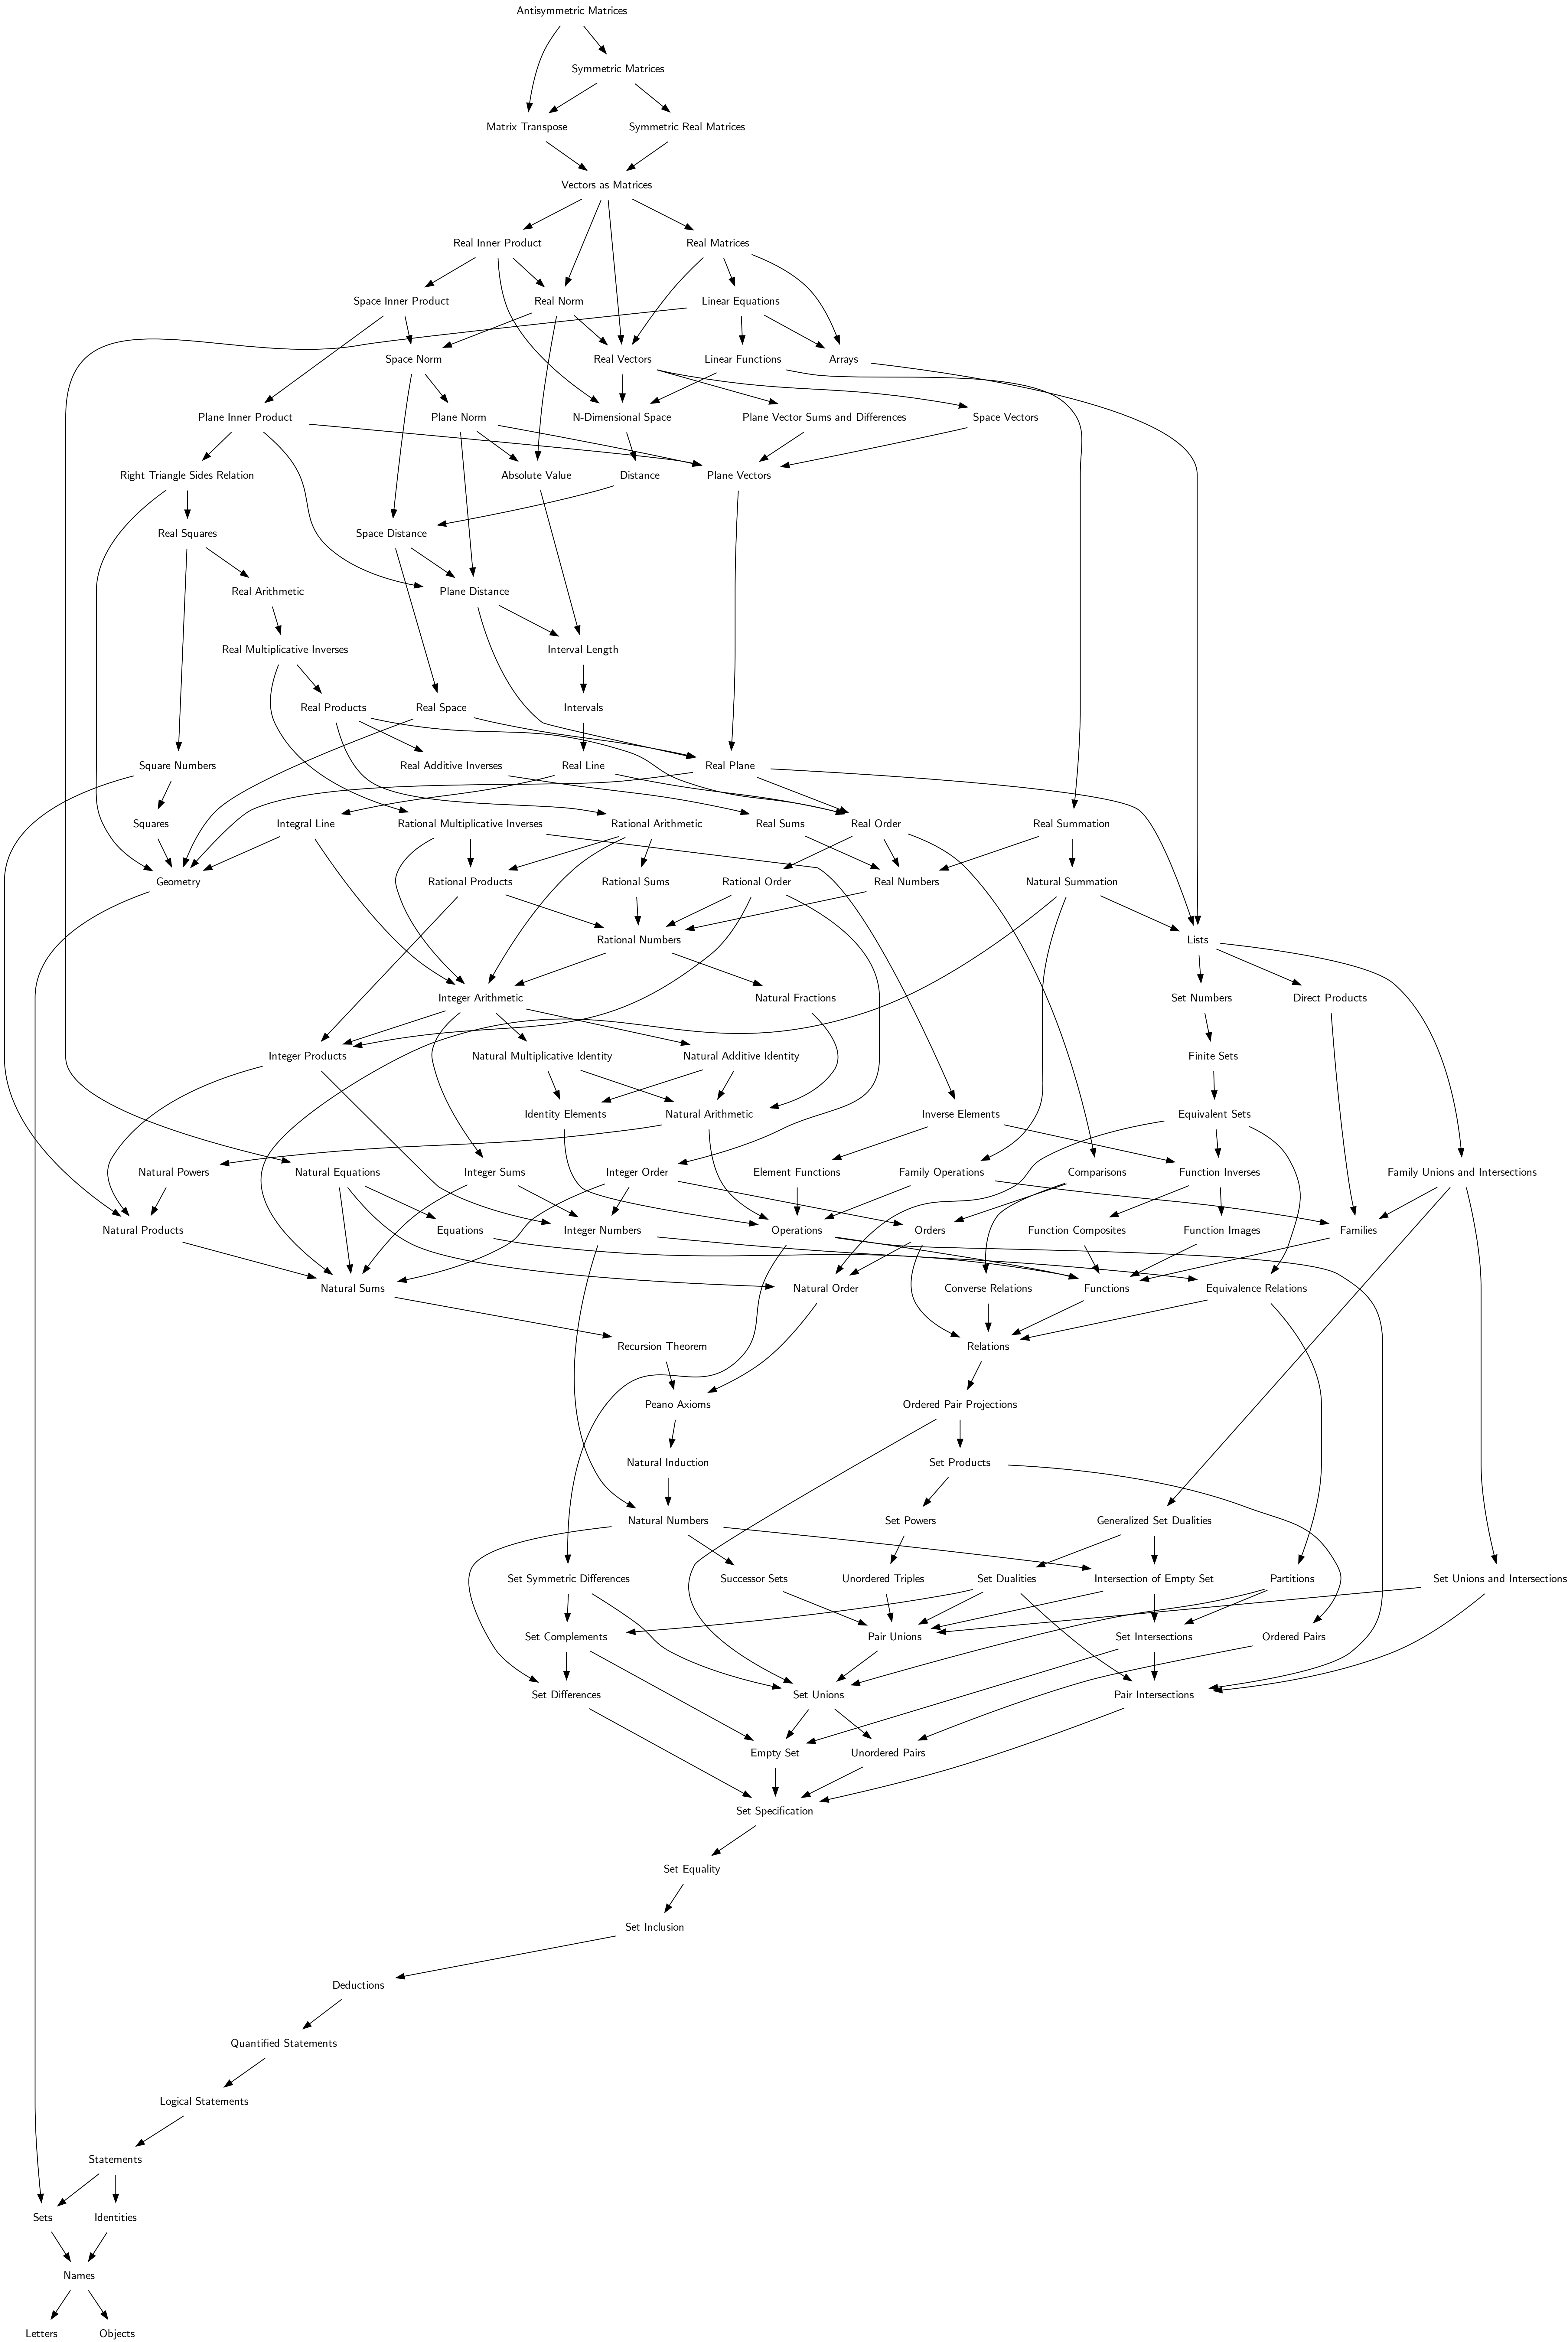 Antisymmetric Matrices
Symmetric Matrices
Matrix Transpose
Symmetric Real Matrices
Vectors as Matrices
Real Inner Product
Real Matrices
Space Inner Product
Real Norm
Linear Equations
Space Norm
Real Vectors
Linear Functions
Arrays
Plane Inner Product
Plane Norm
N-Dimensional Space
Plane Vector Sums and Differences
Space Vectors
Right Triangle Sides Relation
Absolute Value
Distance
Plane Vectors
Real Squares
Space Distance
Real Arithmetic
Plane Distance
Real Multiplicative Inverses
Interval Length
Real Products
Real Space
Intervals
Square Numbers
Real Additive Inverses
Real Line
Real Plane
Squares
Integral Line
Rational Multiplicative Inverses
Rational Arithmetic
Real Sums
Real Order
Real Summation
Geometry
Rational Products
Rational Sums
Rational Order
Real Numbers
Natural Summation
Rational Numbers
Lists
Integer Arithmetic
Natural Fractions
Set Numbers
Direct Products
Integer Products
Natural Multiplicative Identity
Natural Additive Identity
Finite Sets
Identity Elements
Natural Arithmetic
Inverse Elements
Equivalent Sets
Natural Powers
Natural Equations
Integer Sums
Integer Order
Element Functions
Family Operations
Comparisons
Function Inverses
Family Unions and Intersections
Natural Products
Equations
Integer Numbers
Operations
Orders
Function Composites
Function Images
Families
Natural Sums
Natural Order
Converse Relations
Functions
Equivalence Relations
Recursion Theorem
Relations
Peano Axioms
Ordered Pair Projections
Natural Induction
Set Products
Natural Numbers
Set Powers
Generalized Set Dualities
Set Symmetric Differences
Successor Sets
Unordered Triples
Set Dualities
Intersection of Empty Set
Partitions
Set Unions and Intersections
Set Complements
Pair Unions
Set Intersections
Ordered Pairs
Set Differences
Set Unions
Pair Intersections
Empty Set
Unordered Pairs
Set Specification
Set Equality
Set Inclusion
Deductions
Quantified Statements
Logical Statements
Statements
Sets
Identities
Names
Letters
Objects